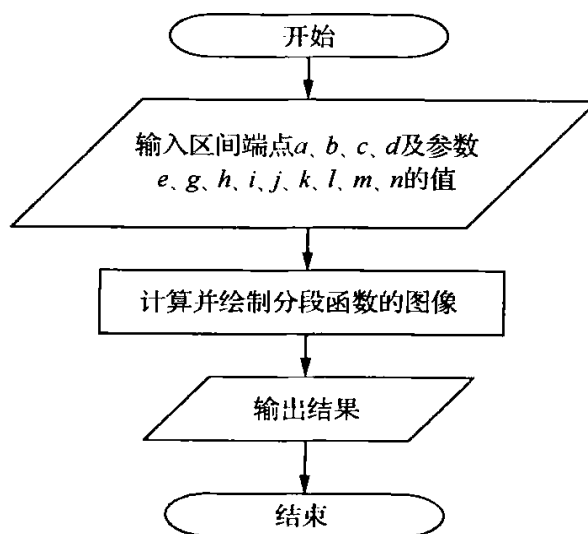 开始
输入区间端点a、b、c、d及参数
e、g、h、i、j、k、l、m、n的值
计算并绘制分段函数的图像
输出结果
结束